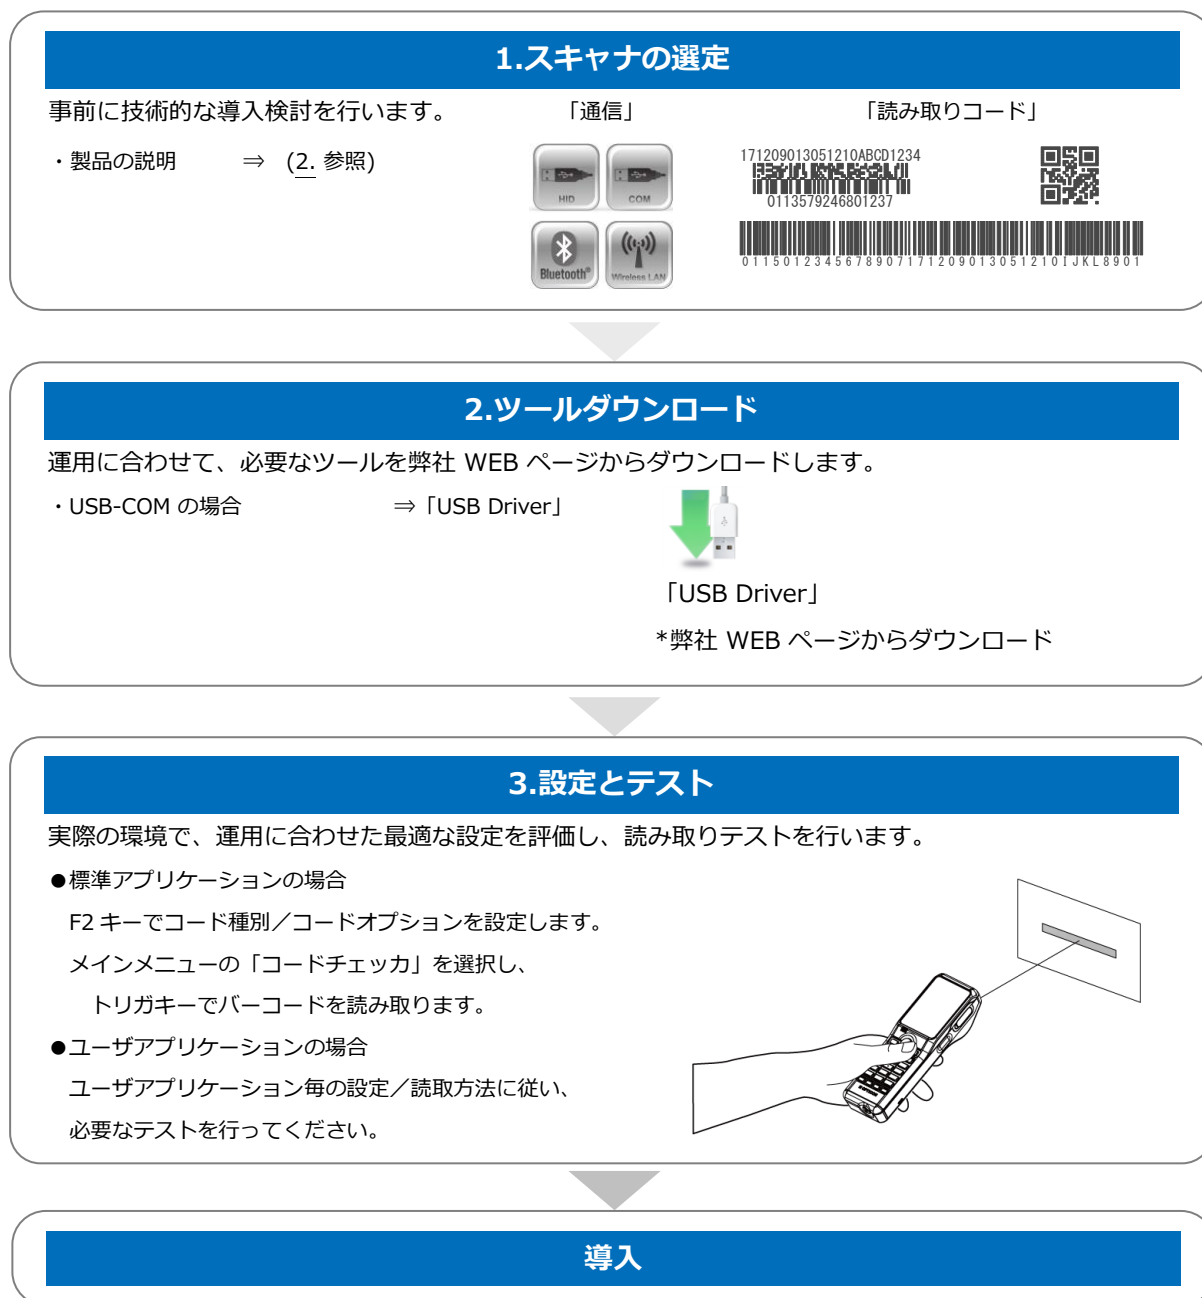 1.スキャナの選定
事前に技術的な導入検討を行います。
「通信」
「読み取りコード」
・製品の説明 ⇒ (2. 参照)
HID
COM
Bluetooth®
Wireless LAN
171209013051210ABCD1234
0113579246801237
0115012345678907171209013051210IJKL8901
2.ツールダウンロード
運用に合わせて、必要なツールを弊社 WEB ページからダウンロードします。
・USB-COM の場合 ⇒「USB Driver」
「USB Driver」
*弊社 WEB ページからダウンロード
3.設定とテスト
実際の環境で、運用に合わせた最適な設定を評価し、読み取りテストを行います。
●標準アプリケーションの場合
F2 キーでコード種別／コードオプションを設定します。
メインメニューの「コードチェッカ」を選択し、
トリガキーでバーコードを読み取ります。
●ユーザアプリケーションの場合
ユーザアプリケーション毎の設定／読取方法に従い、
必要なテストを行ってください。
導入